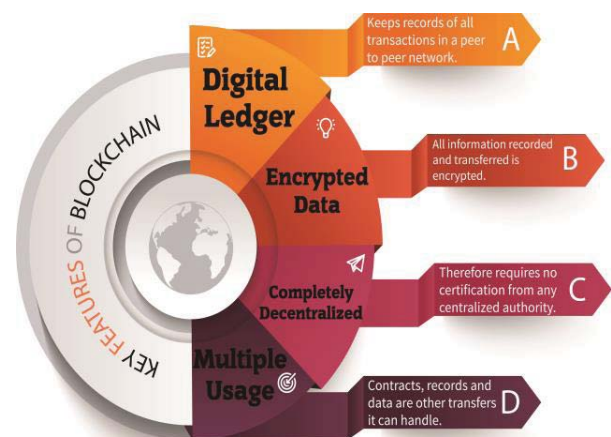 KEY FEATURES OF BLOCKCHAIN
Digital
Ledger
Keeps records of all
transactions in a peer
to peer network.
A
Encrypted
Data
All information recorded
and transferred is
encrypted.
B
Completely
Decentralized
Therefore requires no
certification from any
centralized authority.
C
Multiple
Usage
Contracts, records and
data are other transfers
it can handle.
D